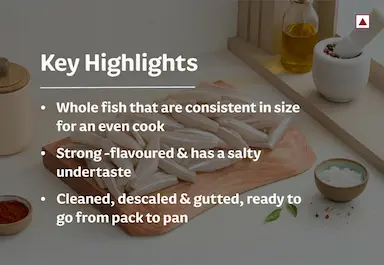 Key Highlights
• Whole fish that are consistent in size
for an even cook
• Strong -flavoured & has a salty
undertaste
• Cleaned, descaled & gutted, ready to
go from pack to pan